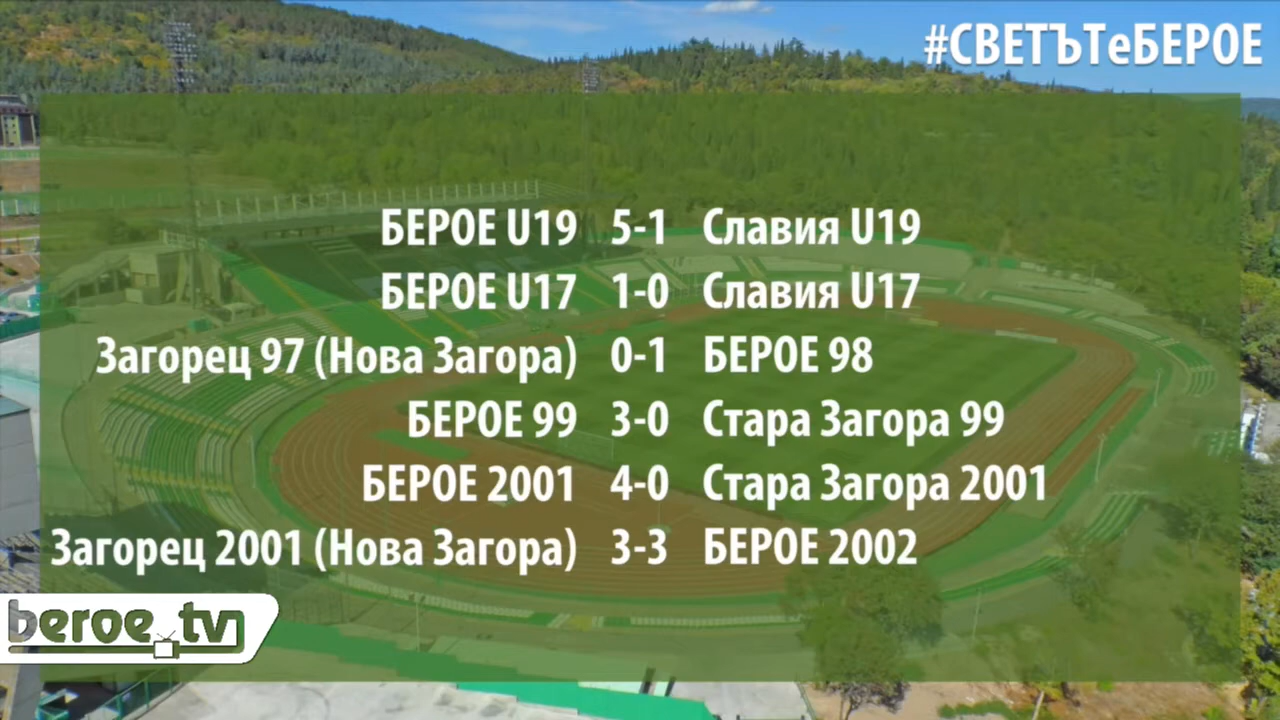 #СВЕТЪТеБЕРОЕ
БЕРОЕ U19 5-1 Славия U19
БЕРОЕ U17 1-0 Славия U17
Загорец 97 (Нова Загора) 0-1 БЕРОЕ 98
БЕРОЕ 99 3-0 Стара Загора 99
БЕРОЕ 2001 4-0 Стара Загора 2001
Загорец 2001 (Нова Загора) 3-3 БЕРОЕ 2002
beroe.tv